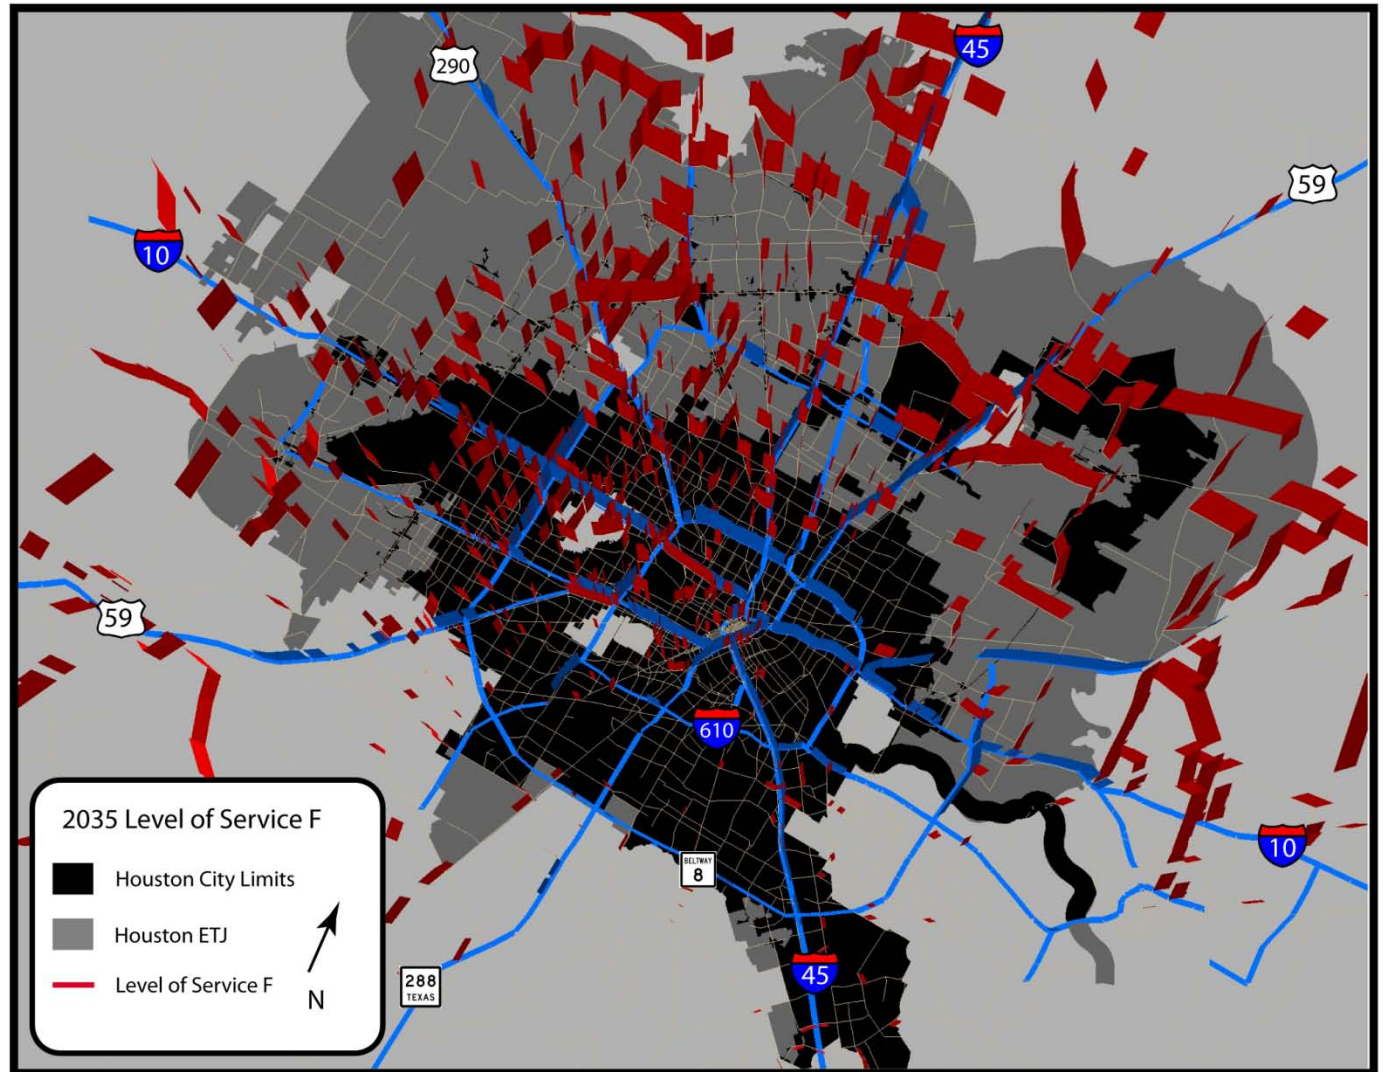 290
45
59
10
59
610
2035 Level of Service F
Houston City Limits
Houston ETJ
Level of Service F
N
BELTWAY
8
10
45
288
TEXAS